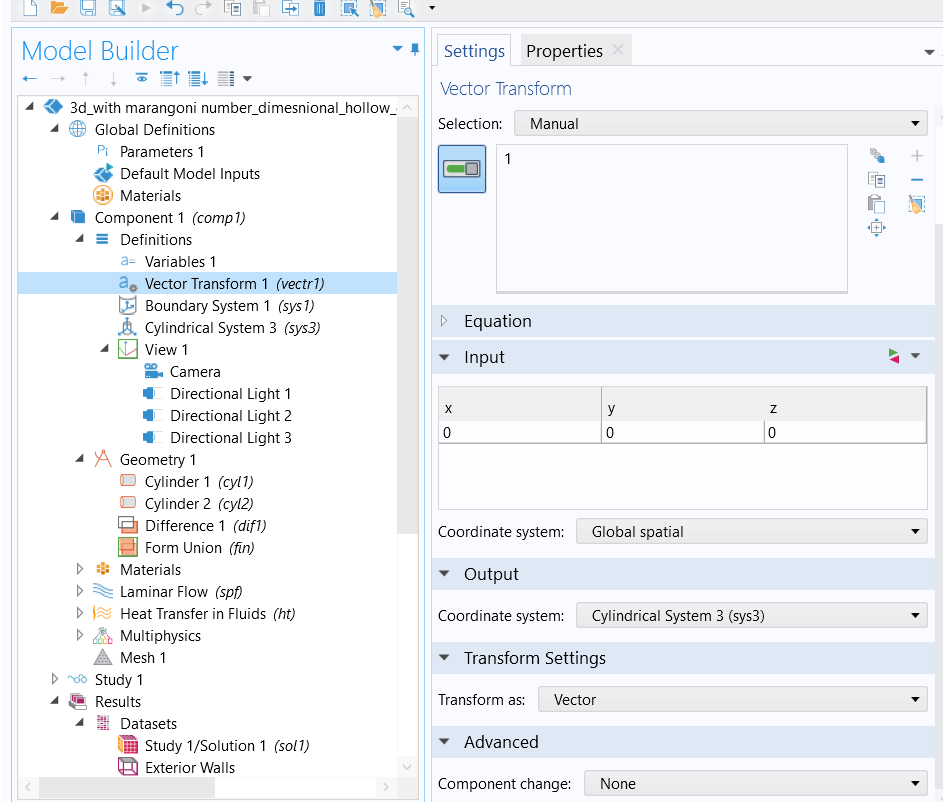 Model Builder
3d_with marangoni number_dimesnional_hollow_
Global Definitions
Pi Parameters 1
Default Model Inputs
Materials
Component 1 (comp1)
Definitions
a= Variables 1
Vector Transform 1 (vectr1)
Boundary System 1 (sys1)
Cylindrical System 3 (sys3)
View 1
Camera
Directional Light 1
Directional Light 2
Directional Light 3
Geometry 1
Cylinder 1 (cyl1)
Cylinder 2 (cyl2)
Difference 1 (dif1)
Form Union (fin)
Materials
Laminar Flow (spf)
Heat Transfer in Fluids (ht)
Multiphysics
Mesh 1
Study 1
Results
Datasets
Study 1/Solution 1 (sol1)
Exterior Walls
Settings Properties
Vector Transform
Selection: Manual
1
Equation
Input
x y z
0 0 0
Coordinate system: Global spatial
Output
Coordinate system: Cylindrical System 3 (sys3)
Transform Settings
Transform as: Vector
Advanced
Component change: None